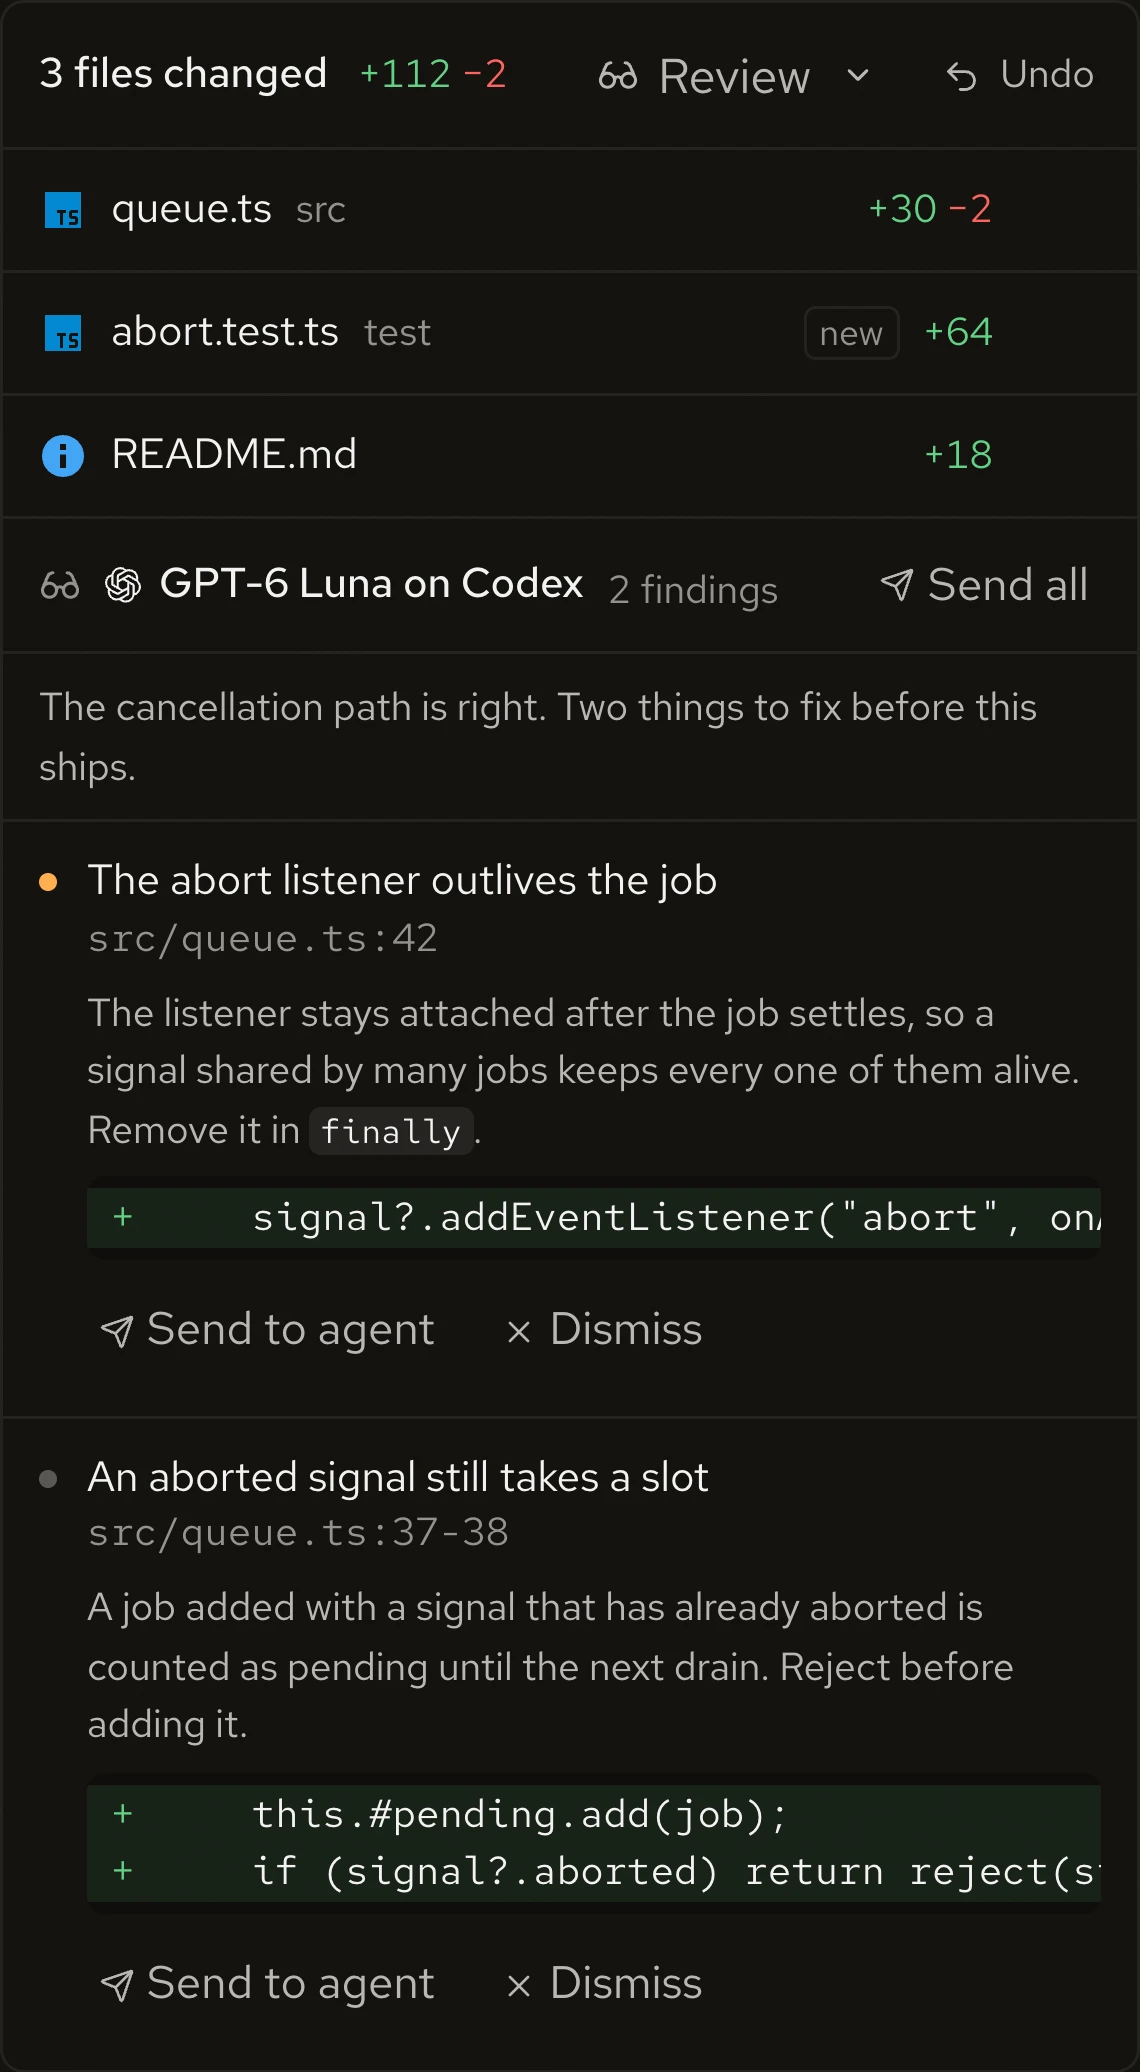 3 files changed +112 -2 Review Undo
TS queue.ts src +30 -2
TS abort.test.ts test new +64
README.md +18
GPT-6 Luna on Codex 2 findings Send all
The cancellation path is right. Two things to fix before this
ships.
The abort listener outlives the job
src/queue.ts:42
The listener stays attached after the job settles, so a
signal shared by many jobs keeps every one of them alive.
Remove it in finally.
+ signal?.addEventListener("abort", on
Send to agent Dismiss
An aborted signal still takes a slot
src/queue.ts:37-38
A job added with a signal that has already aborted is
counted as pending until the next drain. Reject before
adding it.
+ this.#pending.add(job);
+ if (signal?.aborted) return reject(s
Send to agent Dismiss